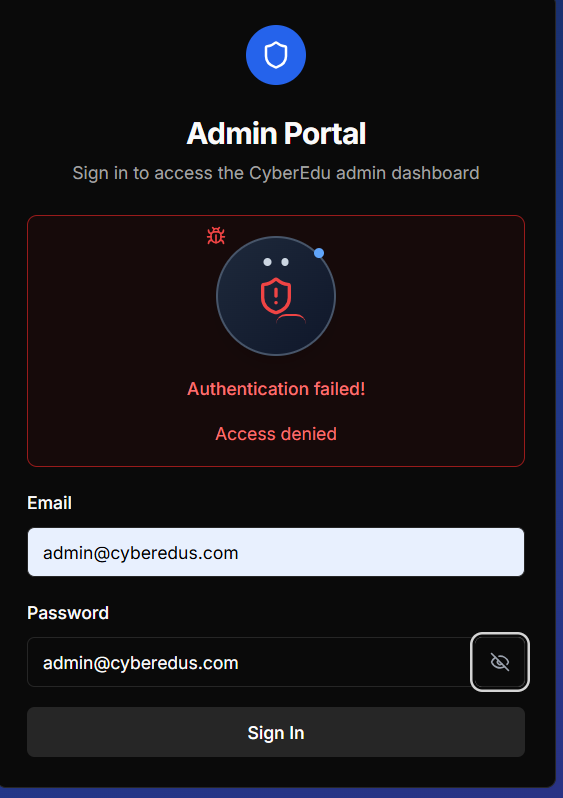 Admin Portal
Sign in to access the CyberEdu admin dashboard
Authentication failed!
Access denied
Email
admin@cyberedus.com
Password
admin@cyberedus.com
Sign In